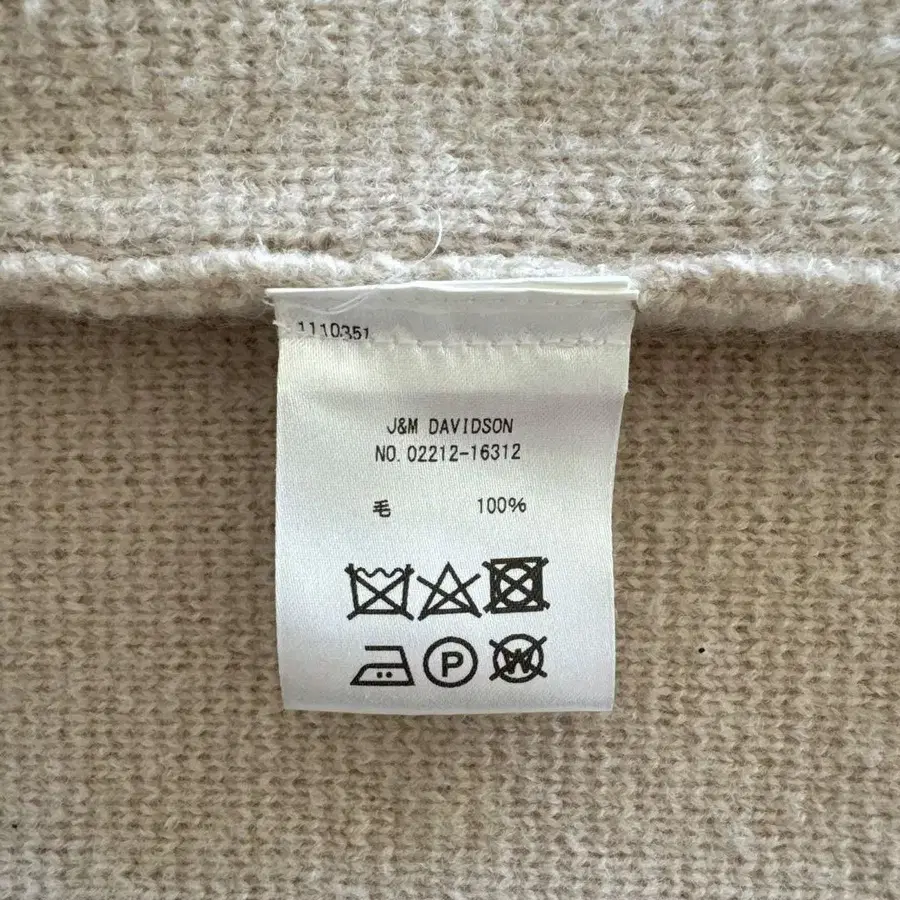 1110351
J&M DAVIDSON
NO. 02212-16312
毛 100%
P
W